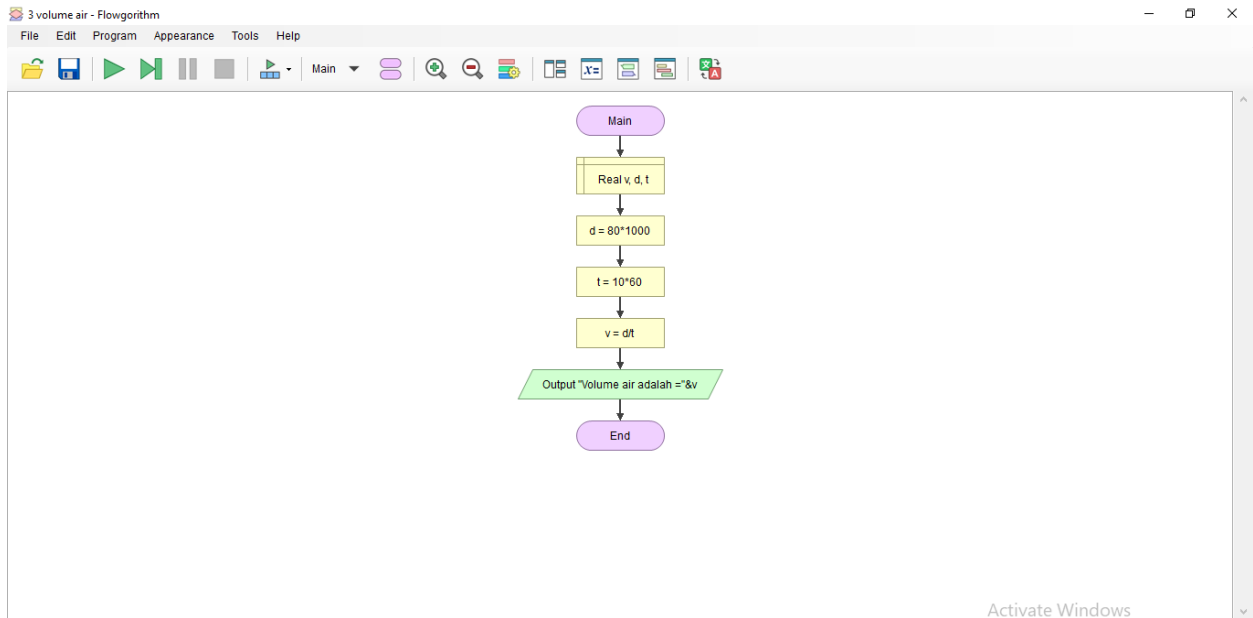 3 volume air - Flowgorithm
File Edit Program Appearance Tools Help
Main
Main
Real v, d, t
d = 80*1000
t = 10*60
v = d/t
Output "Volume air adalah ="&v
End
Activate Windows